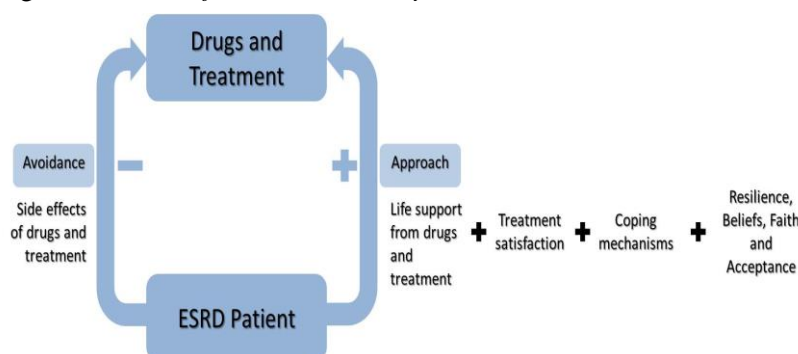 Drugs and
Treatment
Avoidance
Side effects
of drugs and
treatment
Approach
Life support
from drugs
and
treatment
Treatment
satisfaction
Coping
mechanisms
Resilience,
Beliefs, Faith
and
Acceptance
ESRD Patient